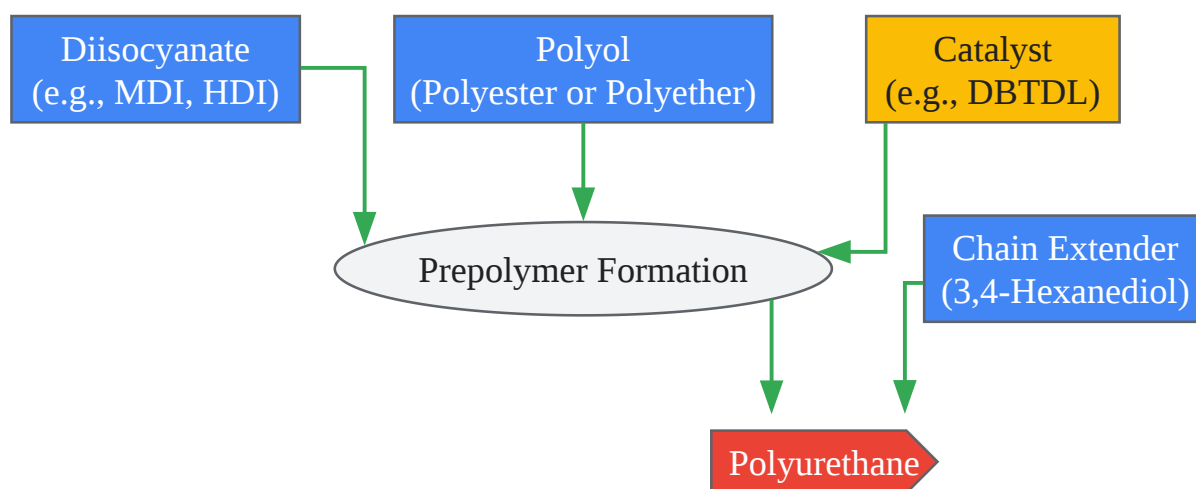 Diisocyanate
(e.g., MDI, HDI)
Polyol
(Polyester or Polyether)
Catalyst
(e.g., DBTDL)
Prepolymer Formation
Chain Extender
(3,4-Hexanediol)
Polyurethane